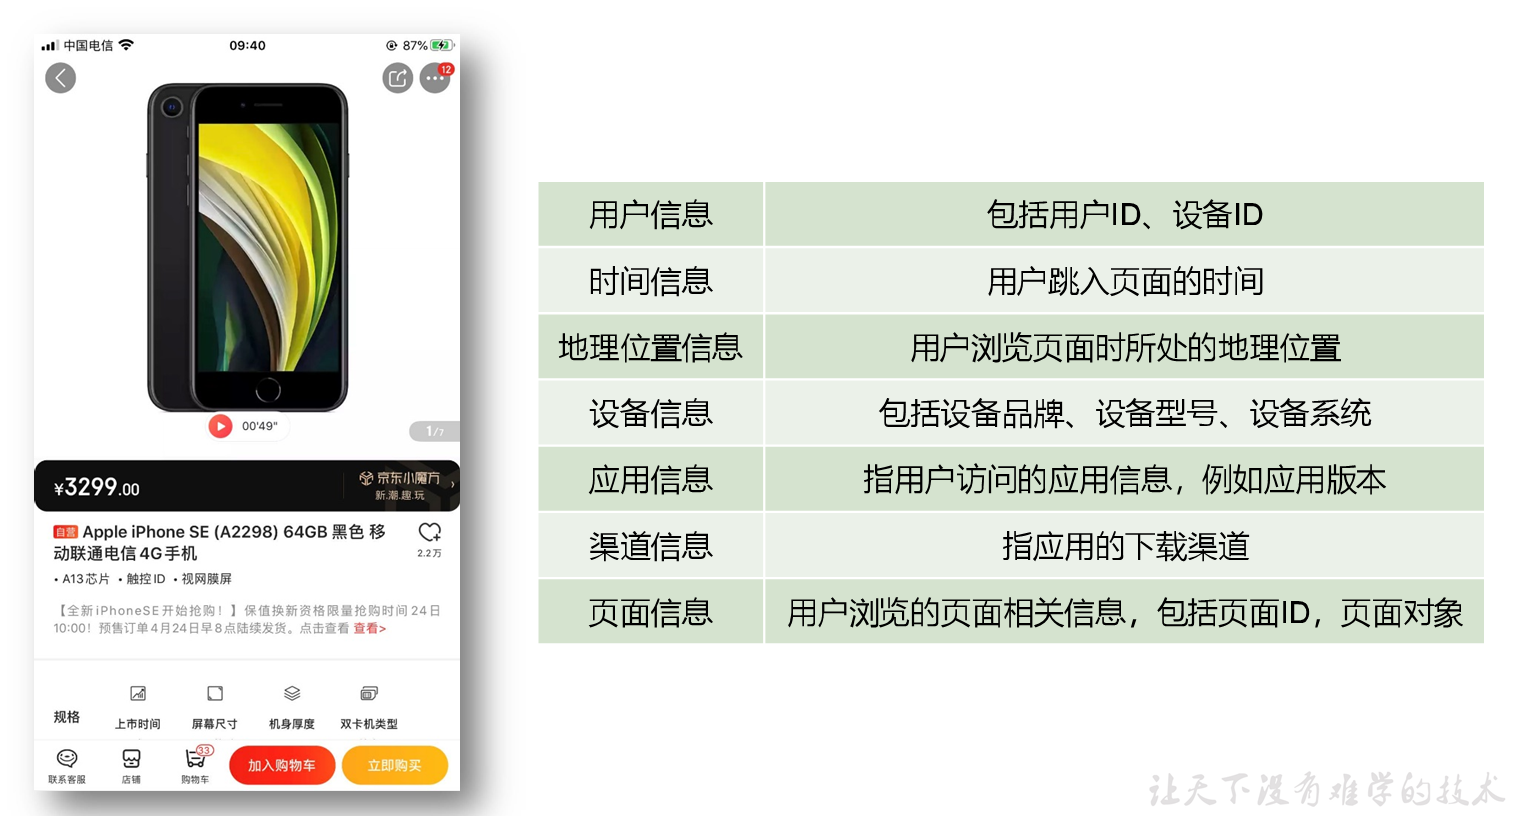 中国电信
09:40
87%
12
00'49"
1/7
¥3299.00
京东小魔方
新.潮.趣.玩
自营 Apple iPhone SE (A2298) 64GB 黑色 移
动联通电信4G手机
2.2万
• A13芯片 • 触控ID • 视网膜屏
【全新iPhoneSE开始抢购！】保值换新资格限量抢购时间24日
10:00！预售订单4月24日早8点陆续发货。点击查看 查看>
规格
上市时间
屏幕尺寸
机身厚度
双卡机类型
联系客服
店铺
33
购物车
加入购物车
立即购买
用户信息 包括用户ID、设备ID
时间信息 用户跳入页面的时间
地理位置信息 用户浏览页面时所处的地理位置
设备信息 包括设备品牌、设备型号、设备系统
应用信息 指用户访问的应用信息，例如应用版本
渠道信息 指应用的下载渠道
页面信息 用户浏览的页面相关信息，包括页面ID，页面对象
让天下没有难学的技术